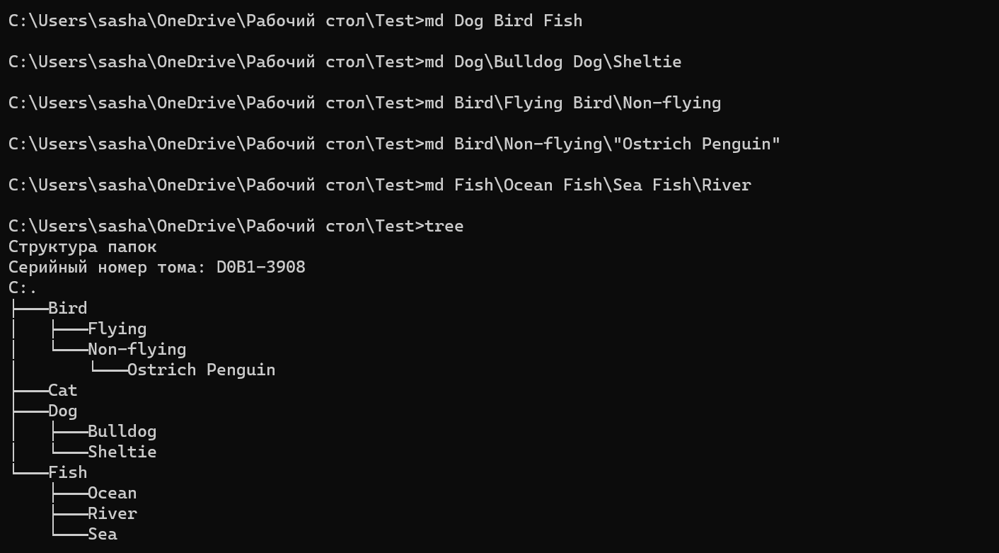 C:\Users\sasha\OneDrive\Рабочий стол\Test>md Dog Bird Fish
C:\Users\sasha\OneDrive\Рабочий стол\Test>md Dog\Bulldog Dog\Sheltie
C:\Users\sasha\OneDrive\Рабочий стол\Test>md Bird\Flying Bird\Non-flying
C:\Users\sasha\OneDrive\Рабочий стол\Test>md Bird\Non-flying\"Ostrich Penguin"
C:\Users\sasha\OneDrive\Рабочий стол\Test>md Fish\Ocean Fish\Sea Fish\River
C:\Users\sasha\OneDrive\Рабочий стол\Test>tree
Структура папок
Серийный номер тома: D0B1-3908
C:.
├───Bird
│   ├───Flying
│   └───Non-flying
│       └───Ostrich Penguin
├───Cat
├───Dog
│   ├───Bulldog
│   └───Sheltie
└───Fish
    ├───Ocean
    ├───River
    └───Sea